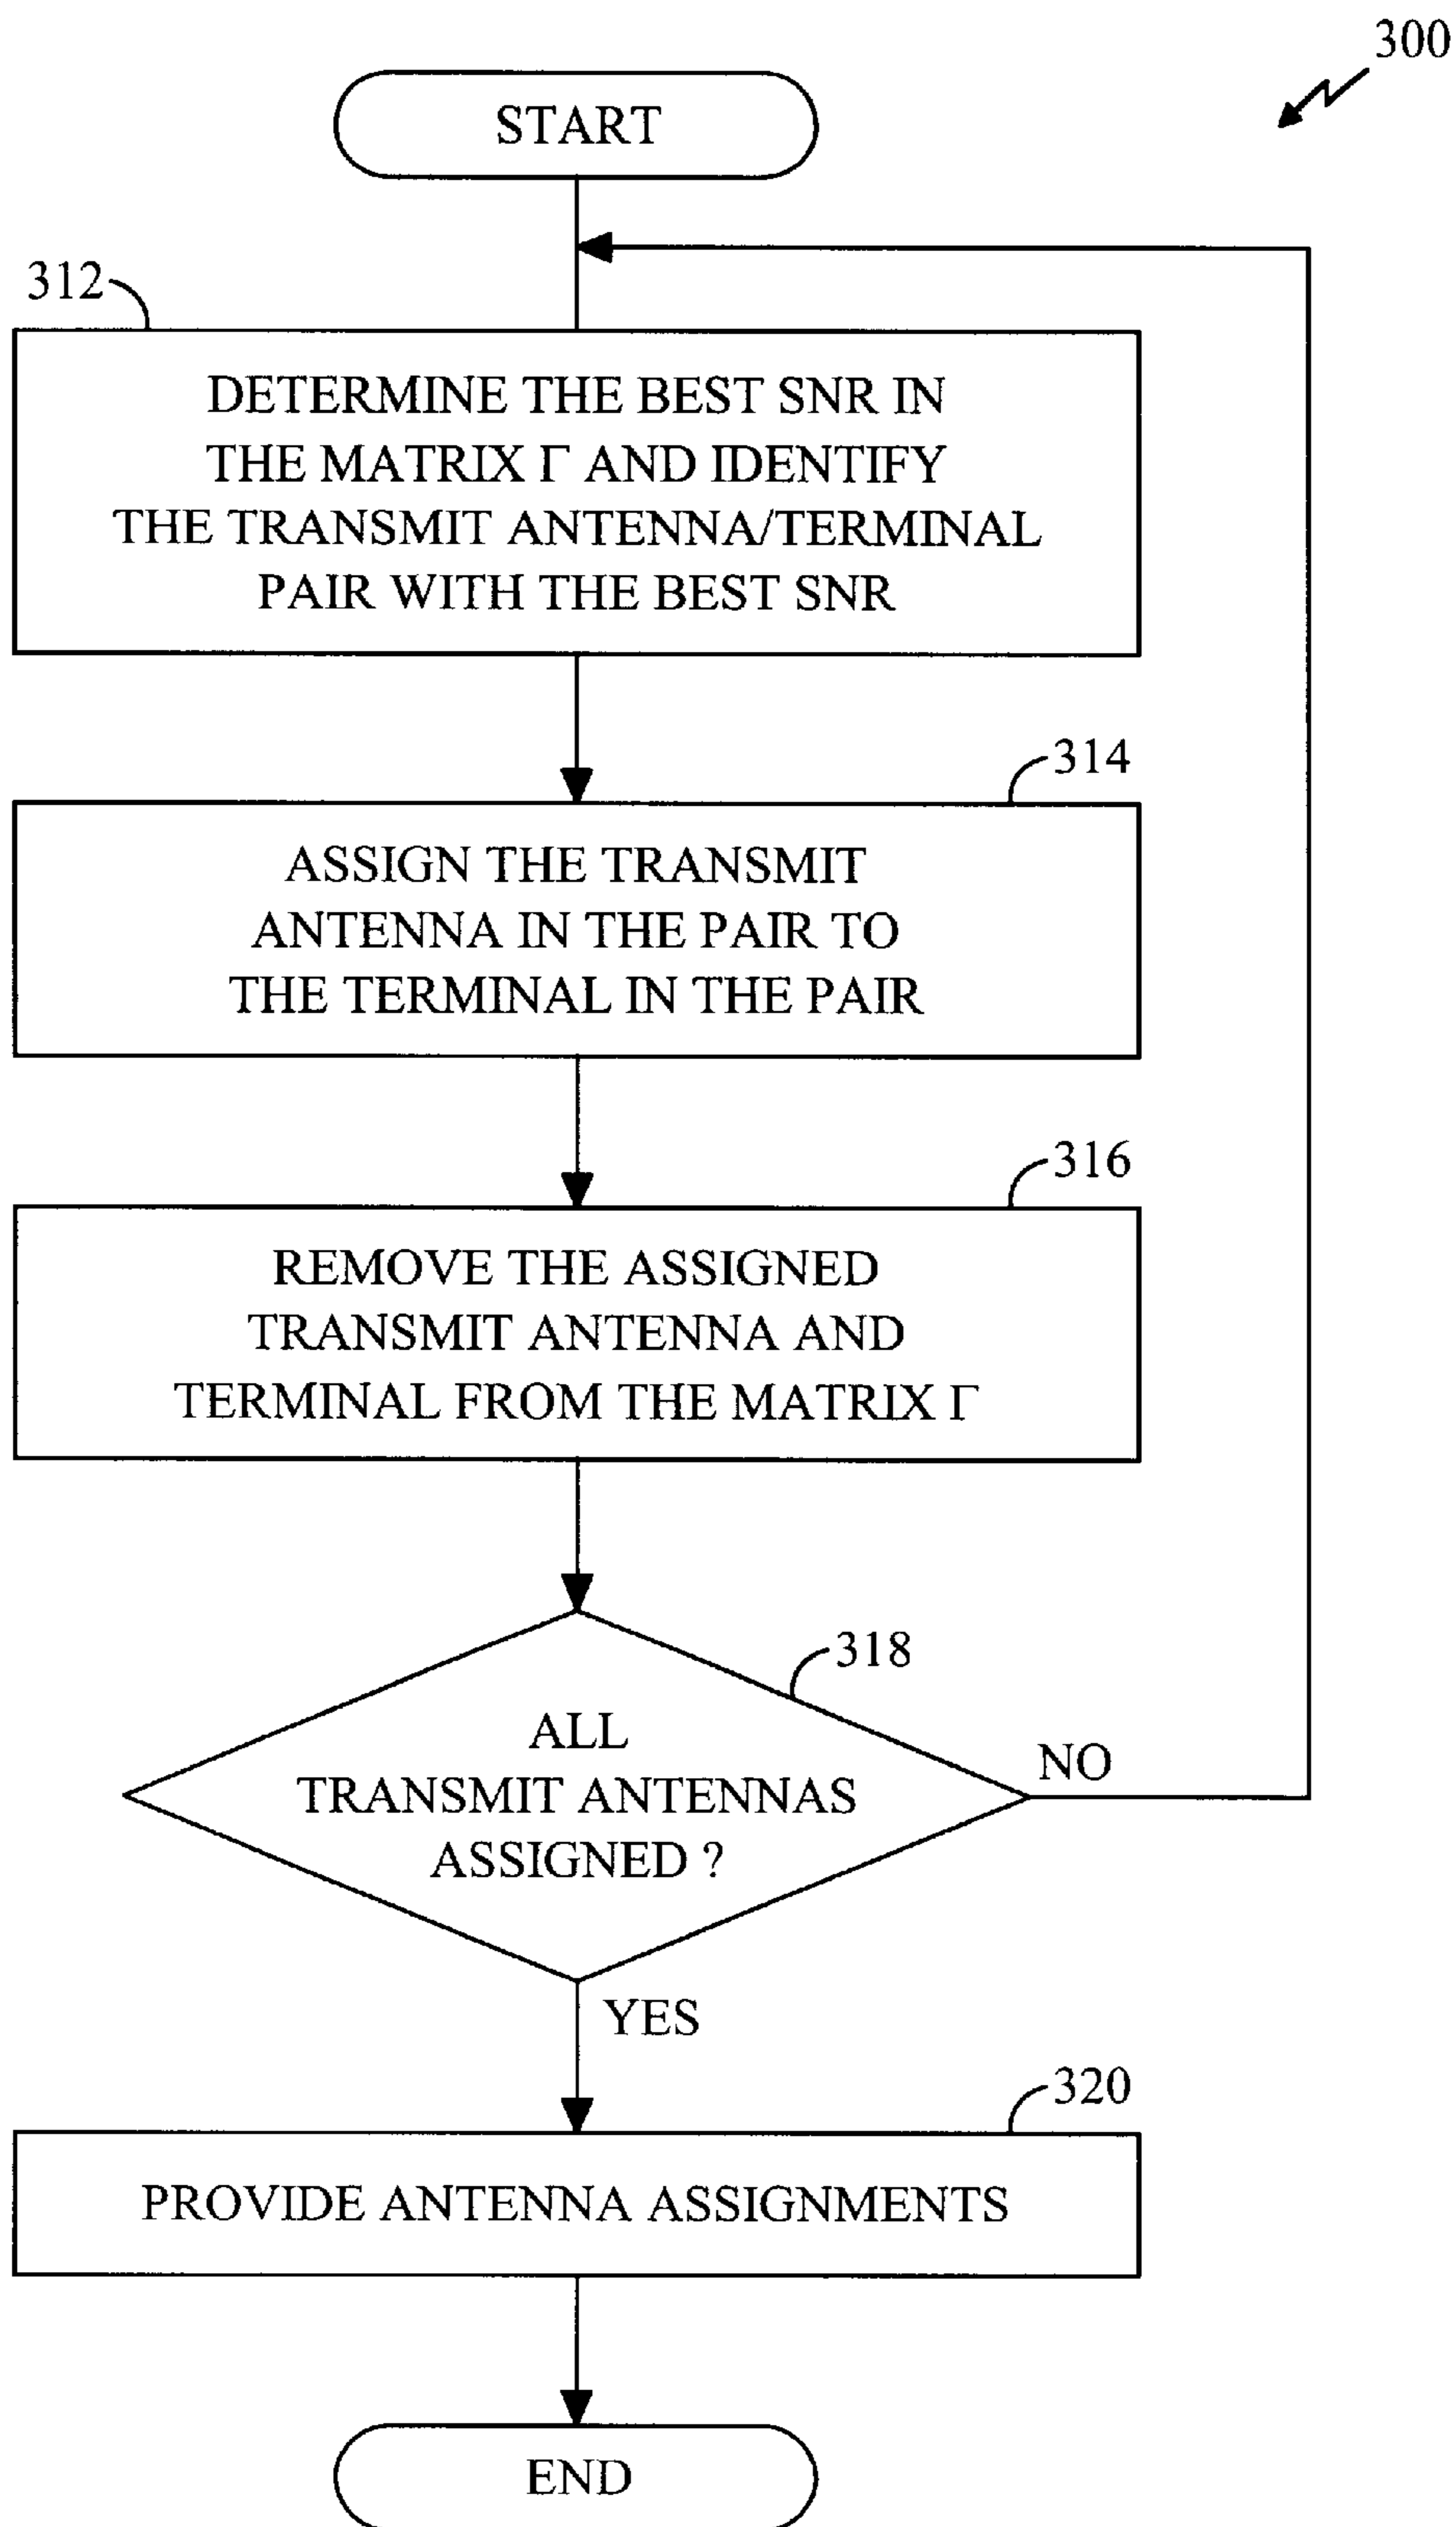 300
START
312
DETERMINE THE BEST SNR IN
THE MATRIX Γ AND IDENTIFY
THE TRANSMIT ANTENNA/TERMINAL
PAIR WITH THE BEST SNR
314
ASSIGN THE TRANSMIT
ANTENNA IN THE PAIR TO
THE TERMINAL IN THE PAIR
316
REMOVE THE ASSIGNED
TRANSMIT ANTENNA AND
TERMINAL FROM THE MATRIX Γ
318
ALL
TRANSMIT ANTENNAS
ASSIGNED ?
NO
YES
320
PROVIDE ANTENNA ASSIGNMENTS
END